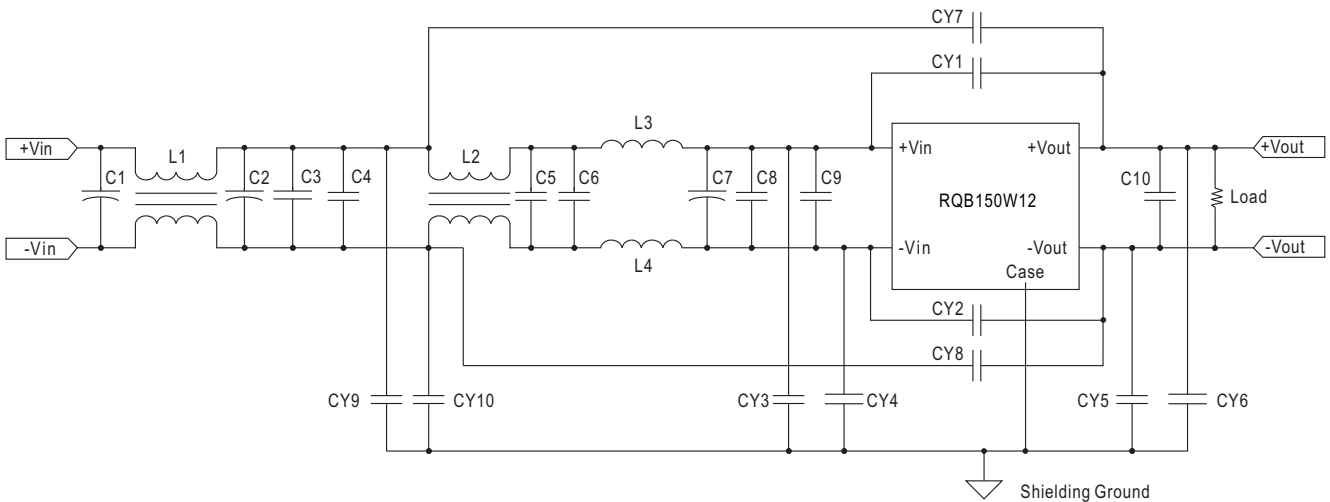 CY7
CY1
L3
+Vin
L1
L2
+Vin
+Vout
+Vout
C1
C2
C3
C4
C5
C6
C7
C8
C9
C10
RQB150W12
Load
-Vin
-Vin
-Vout
-Vout
L4
Case
CY2
CY8
CY9
CY10
CY3
CY4
CY5
CY6
Shielding Ground